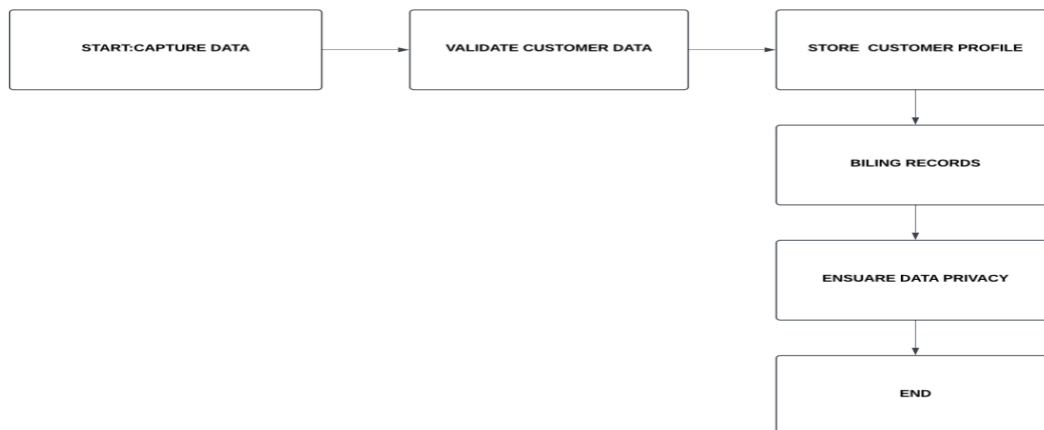 START:CAPTURE DATA
VALIDATE CUSTOMER DATA
STORE CUSTOMER PROFILE
BILING RECORDS
ENSUARE DATA PRIVACY
END